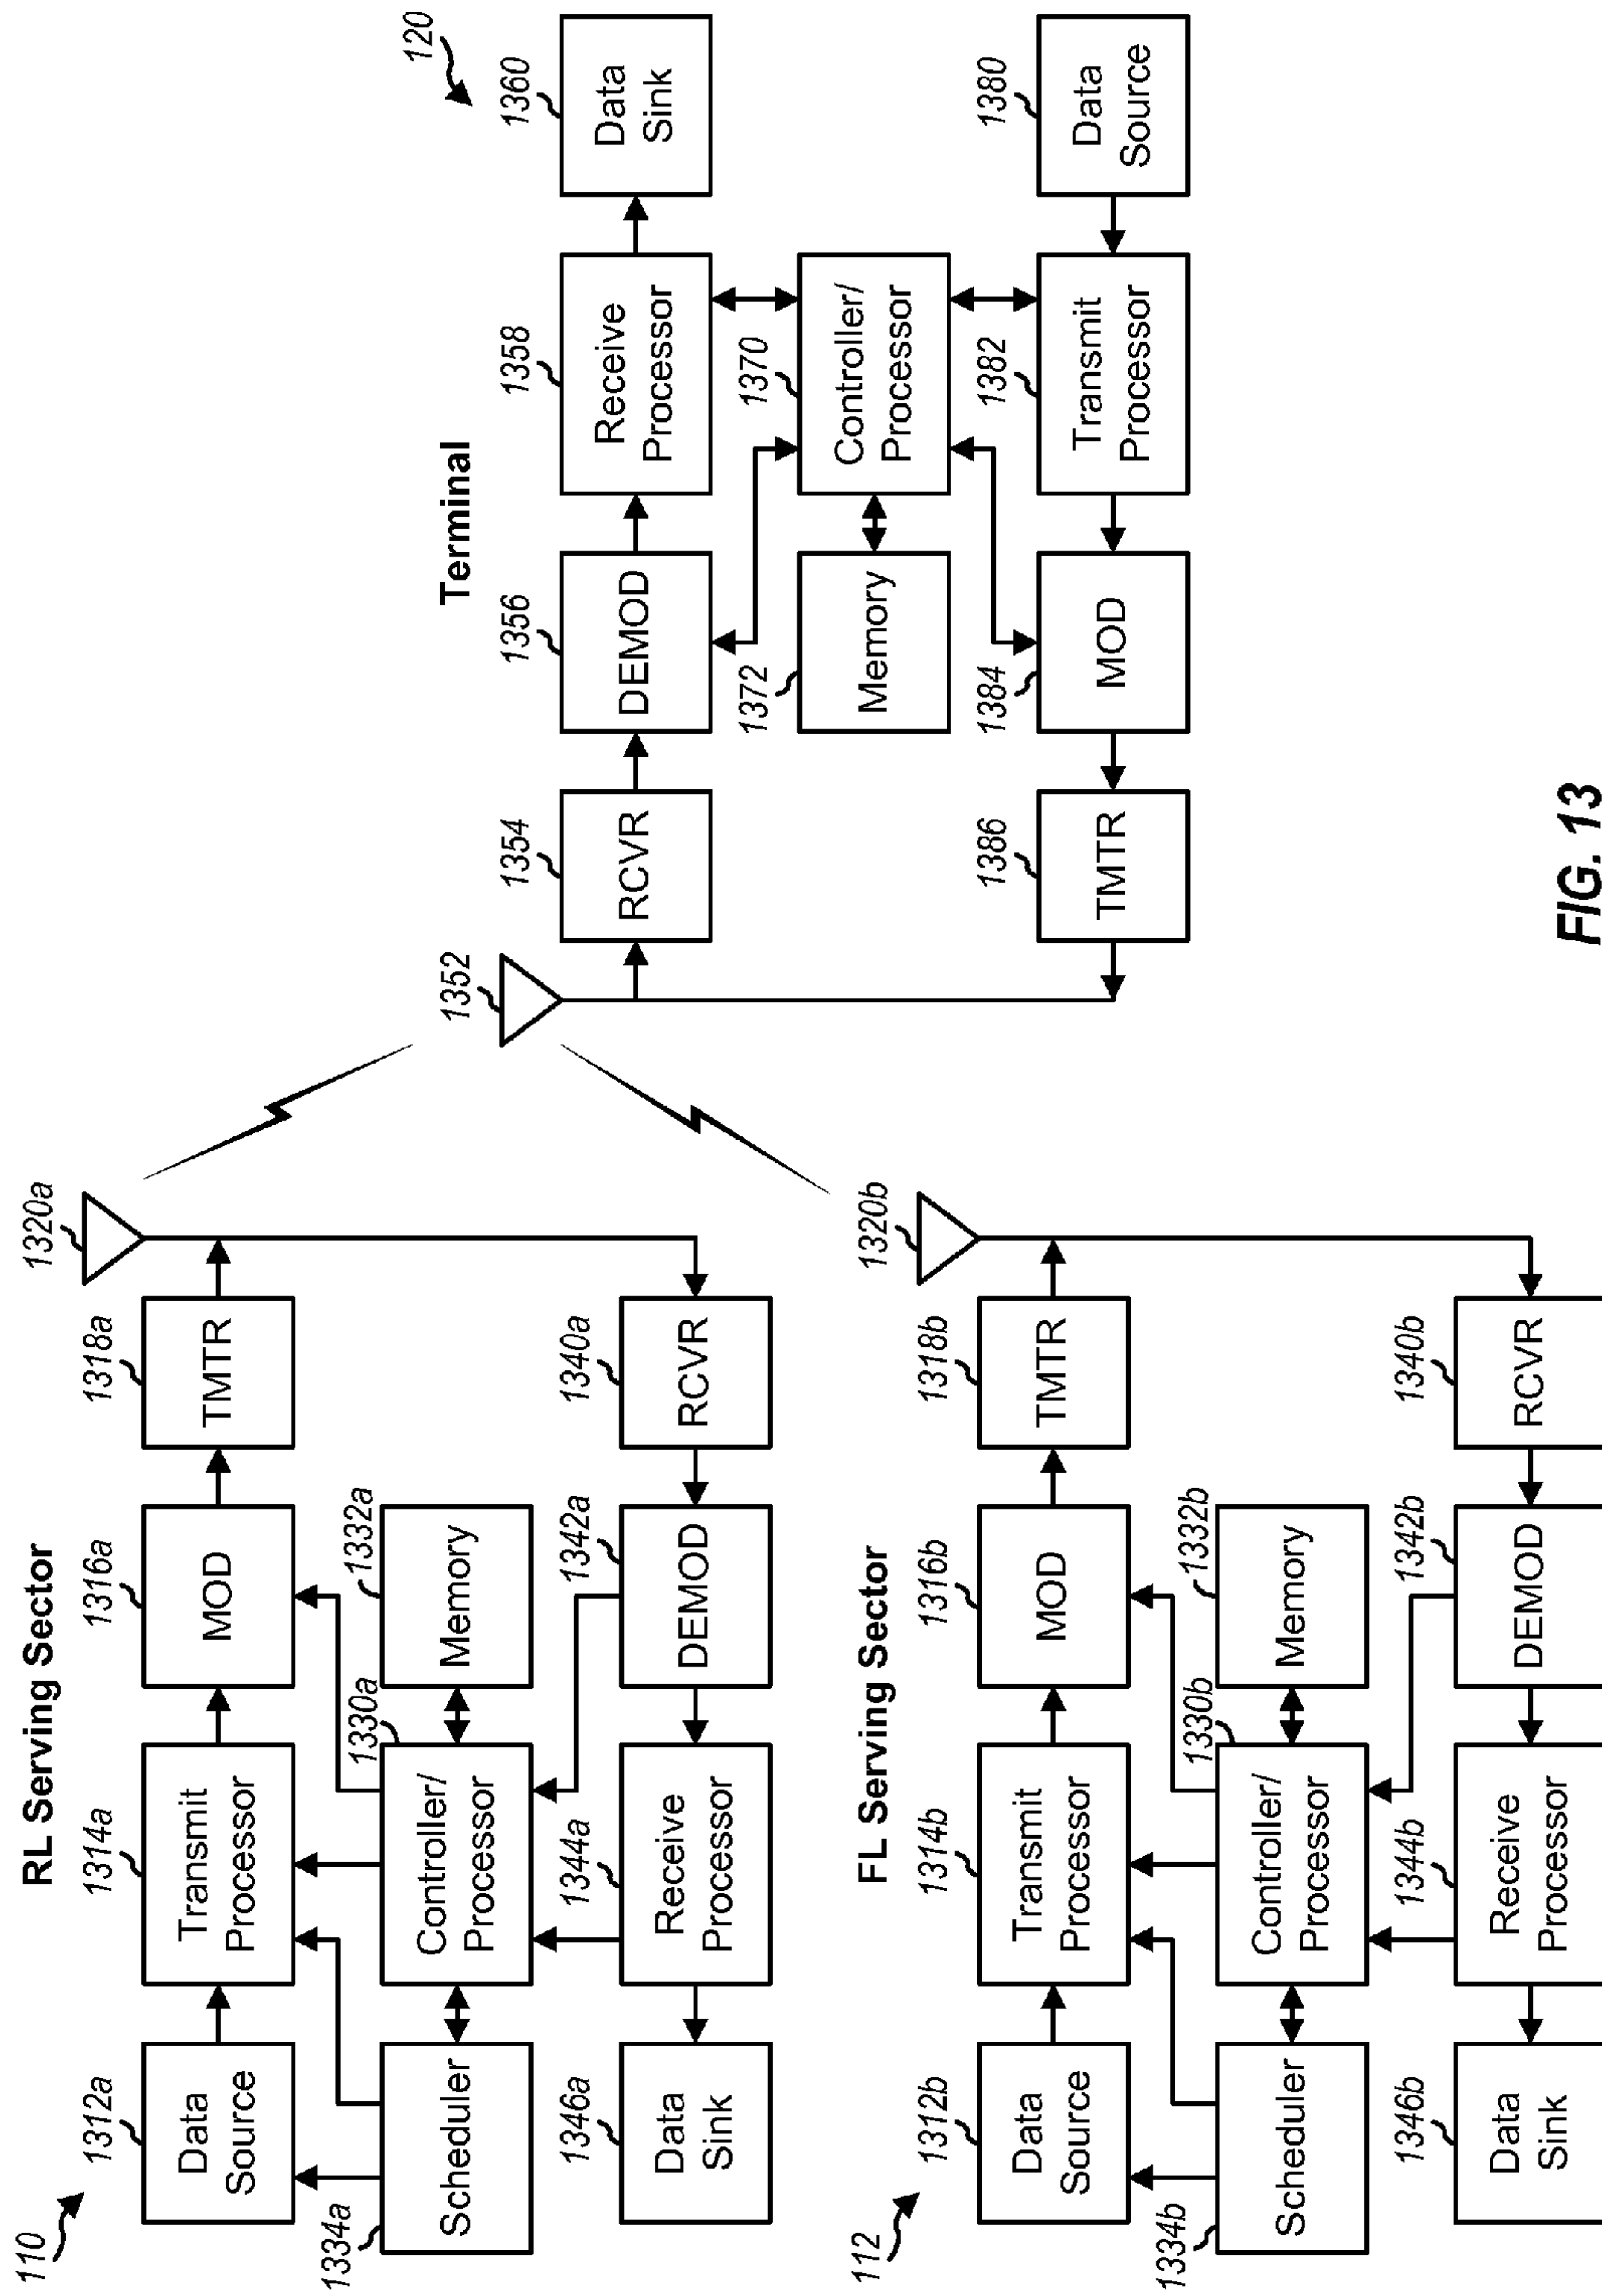 110
RL Serving Sector
1312a
Data
Source
1314a
Transmit
Processor
1316a
MOD
1318a
TMTR
1320a
1334a
Scheduler
1330a
Controller/
Processor
1332a
Memory
1346a
Data
Sink
1344a
Receive
Processor
1342a
DEMOD
1340a
RCVR
112
FL Serving Sector
1312b
Data
Source
1314b
Transmit
Processor
1316b
MOD
1318b
TMTR
1320b
1334b
Scheduler
1330b
Controller/
Processor
1332b
Memory
1346b
Data
Sink
1344b
Receive
Processor
1342b
DEMOD
1340b
RCVR
120
Terminal
1352
1354
RCVR
1356
DEMOD
1358
Receive
Processor
1360
Data
Sink
1372
Memory
1370
Controller/
Processor
1386
TMTR
1384
MOD
1382
Transmit
Processor
1380
Data
Source
FIG. 13